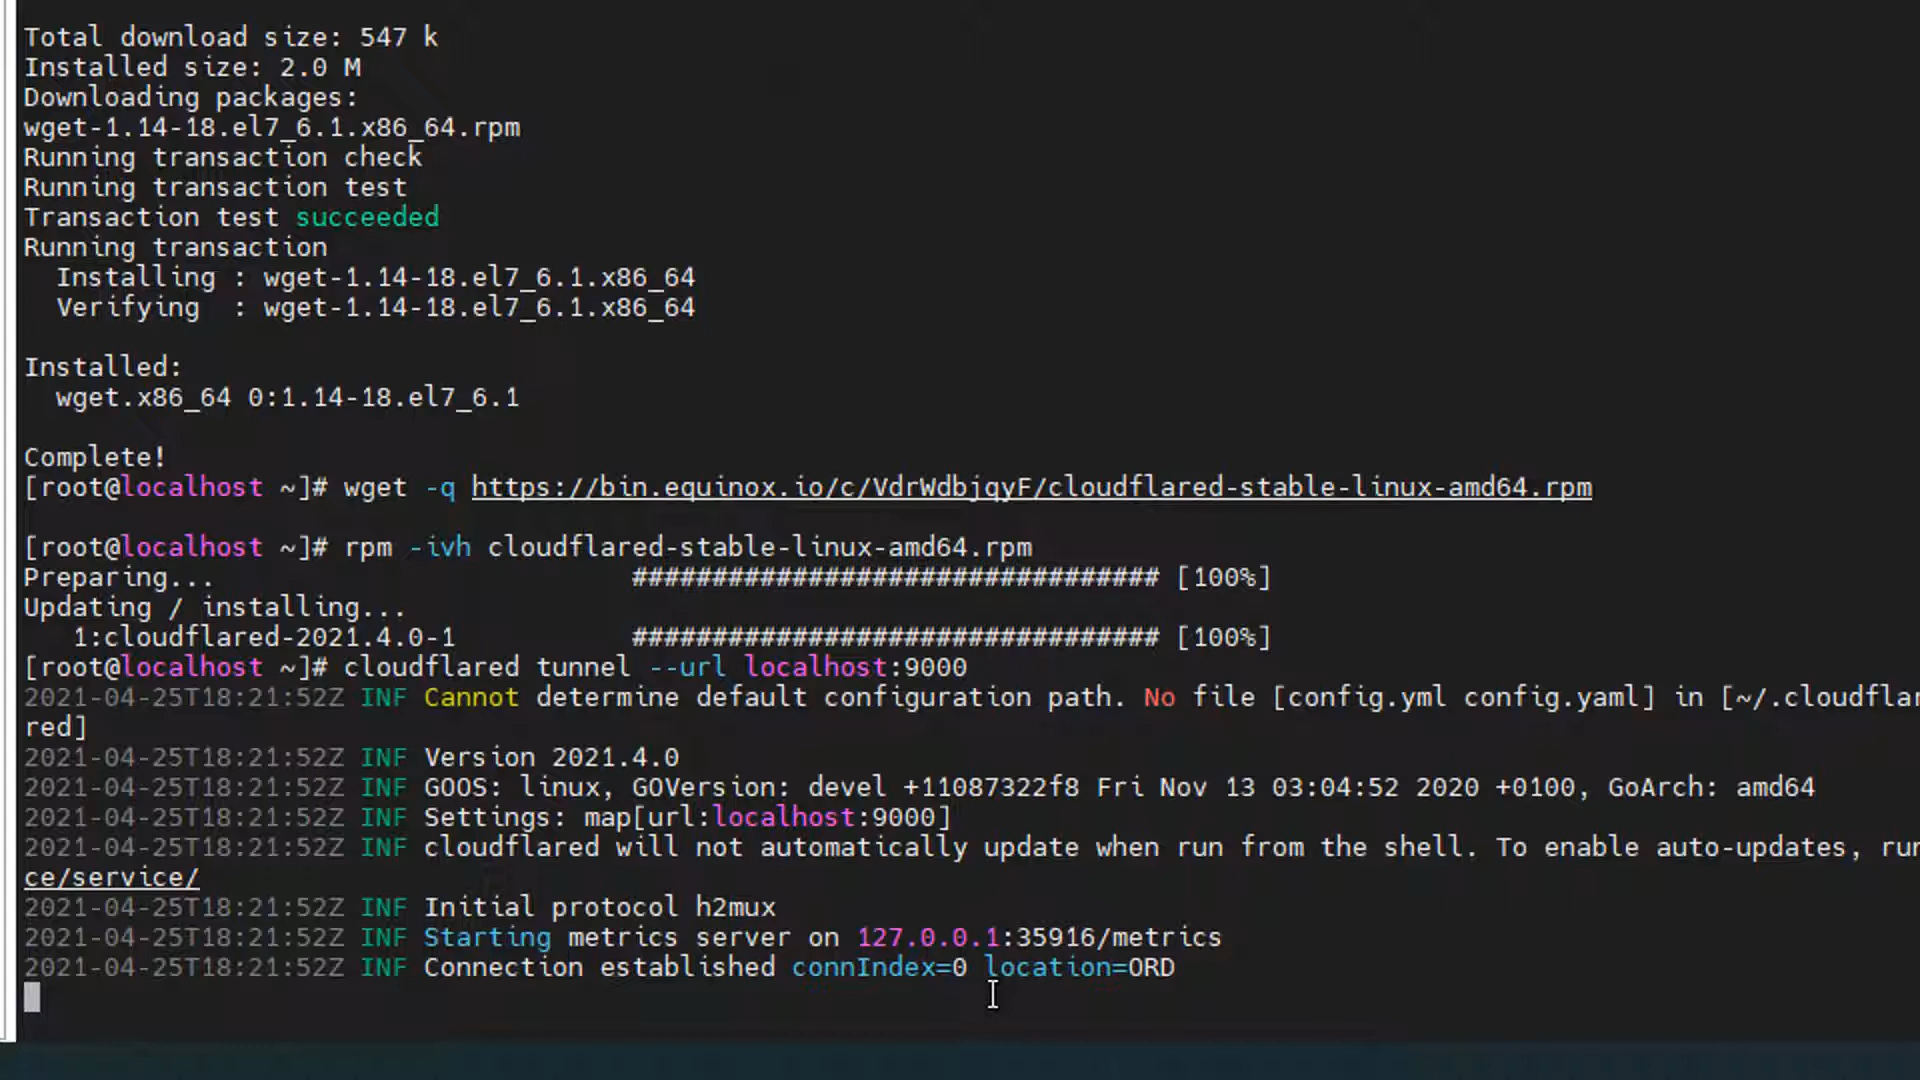 Total download size: 547 k
Installed size: 2.0 M
Downloading packages:
wget-1.14-18.el7_6.1.x86_64.rpm
Running transaction check
Running transaction test
Transaction test succeeded
Running transaction
  Installing : wget-1.14-18.el7_6.1.x86_64
  Verifying  : wget-1.14-18.el7_6.1.x86_64
Installed:
  wget.x86_64 0:1.14-18.el7_6.1
Complete!
[root@localhost ~]# wget -q https://bin.equinox.io/c/VdrWdbjqyF/cloudflared-stable-linux-amd64.rpm
[root@localhost ~]# rpm -ivh cloudflared-stable-linux-amd64.rpm
Preparing...                          ################################# [100%]
Updating / installing...
   1:cloudflared-2021.4.0-1           ################################# [100%]
[root@localhost ~]# cloudflared tunnel --url localhost:9000
2021-04-25T18:21:52Z INF Cannot determine default configuration path. No file [config.yml config.yaml] in [~/.cloudflar
red]
2021-04-25T18:21:52Z INF Version 2021.4.0
2021-04-25T18:21:52Z INF GOOS: linux, GOVersion: devel +11087322f8 Fri Nov 13 03:04:52 2020 +0100, GoArch: amd64
2021-04-25T18:21:52Z INF Settings: map[url:localhost:9000]
2021-04-25T18:21:52Z INF cloudflared will not automatically update when run from the shell. To enable auto-updates, run
ce/service/
2021-04-25T18:21:52Z INF Initial protocol h2mux
2021-04-25T18:21:52Z INF Starting metrics server on 127.0.0.1:35916/metrics
2021-04-25T18:21:52Z INF Connection established connIndex=0 location=ORD